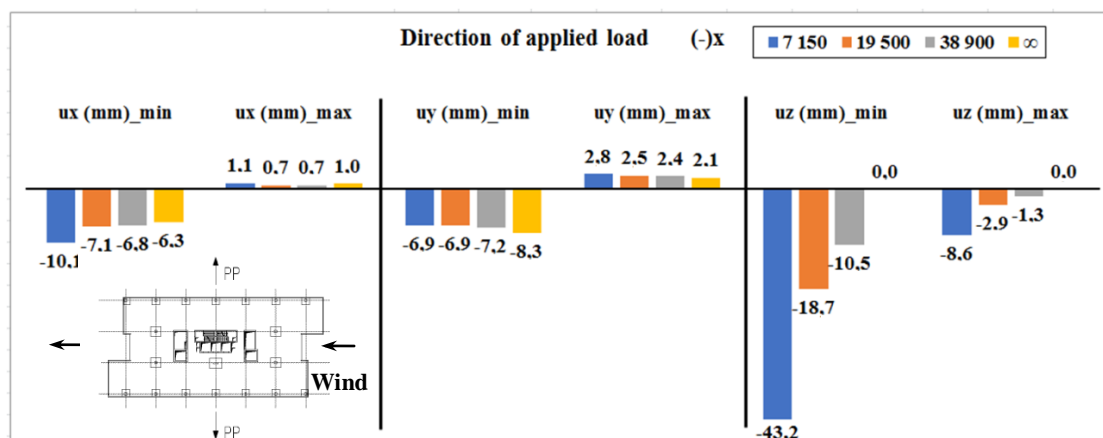 Direction of applied load (-)x
7 150 19 500 38 900 ∞
ux (mm)_min ux (mm)_max uy (mm)_min uy (mm)_max uz (mm)_min uz (mm)_max
1.1 0.7 0.7 1.0
2.8 2.5 2.4 2.1
0.0 0.0
-10.1 -7.1 -6.8 -6.3
-6.9 -6.9 -7.2 -8.3
-43.2 -18.7 -10.5
-8.6 -2.9 -1.3
PP
Wind
PP